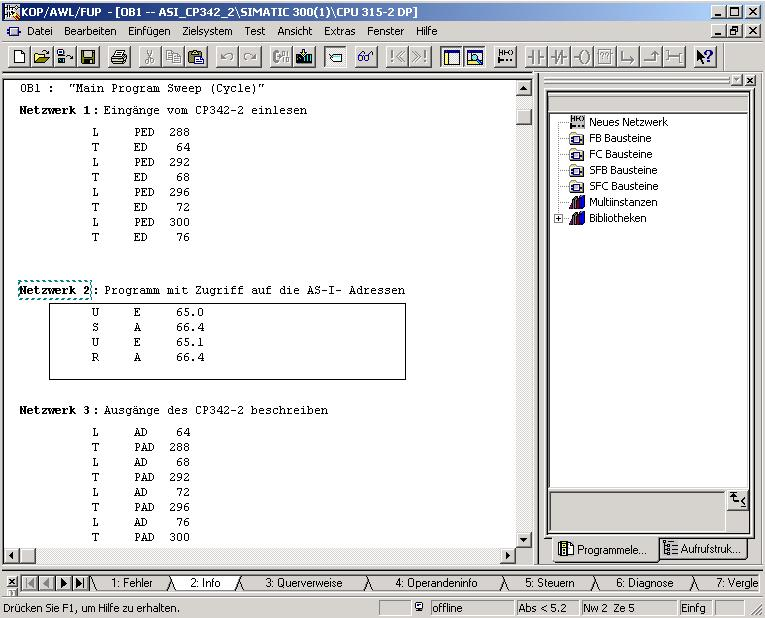 KOP/AWL/FUP - [OB1 -- ASI_CP342_2\SIMATIC 300(1)\CPU 315-2 DP]
Datei Bearbeiten Einfügen Zielsystem Test Ansicht Extras Fenster Hilfe
OB1 : "Main Program Sweep (Cycle)"
Netzwerk 1: Eingänge vom CP342-2 einlesen
L PED 288
T ED 64
L PED 292
T ED 68
L PED 296
T ED 72
L PED 300
T ED 76
Netzwerk 2: Programm mit Zugriff auf die AS-I- Adressen
U E 65.0
S A 66.4
U E 65.1
R A 66.4
Netzwerk 3: Ausgänge des CP342-2 beschreiben
L AD 64
T PAD 288
L AD 68
T PAD 292
L AD 72
T PAD 296
L AD 76
T PAD 300
Neues Netzwerk
FB Bausteine
FC Bausteine
SFB Bausteine
SFC Bausteine
Multiinstanzen
Bibliotheken
Programmele... Aufrufstruk...
1: Fehler 2: Info 3: Querverweise 4: Operandeninfo 5: Steuern 6: Diagnose 7: Vergle
Drücken Sie F1, um Hilfe zu erhalten. offline Abs < 5.2 Nw 2 Ze 5 Einfg